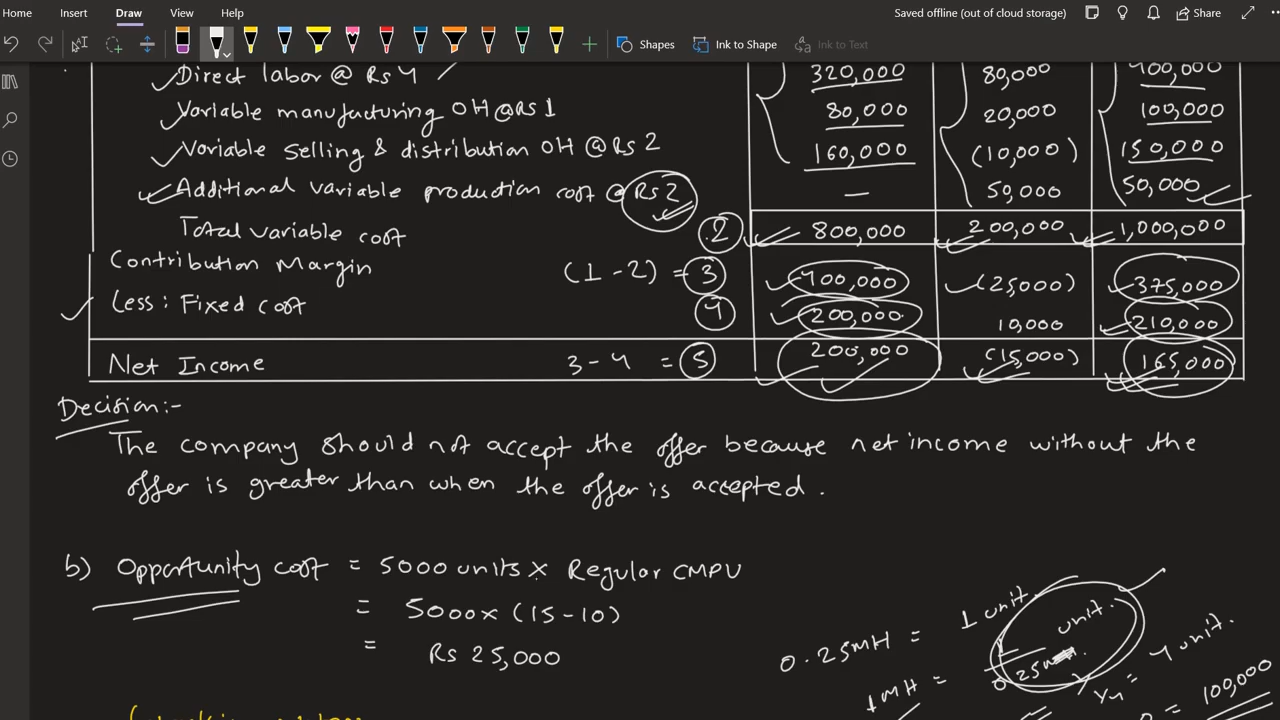 Home Insert Draw View Help Saved offline (out of cloud storage) Share
Shapes Ink to Shape Ink to Text
Direct labor @ Rs 4 320,000 80,000 400,000
Variable manufacturing OH @Rs 1 80,000 20,000 100,000
Variable Selling & distribution OH @ Rs 2 160,000 (10,000) 150,000
Additional variable production cost @ Rs 2 — 50,000 50,000
Total variable cost 2 800,000 200,000 1,000,000
Contribution Margin (1 - 2) = 3 400,000 (25,000) 375,000
Less: Fixed cost 4 200,000 10,000 210,000
Net Income 3 - 4 = 5 200,000 (15,000) 165,000
Decision:-
The company should not accept the offer because net income without the
offer is greater than when the offer is accepted.
b) Opportunity cost = 5000 units x Regular CMPU
= 5000 x (15-10)
= Rs 25,000
0.25MH = 1 unit
1MH = 1 unit.
0.25
= 4 unit.
= 100,000